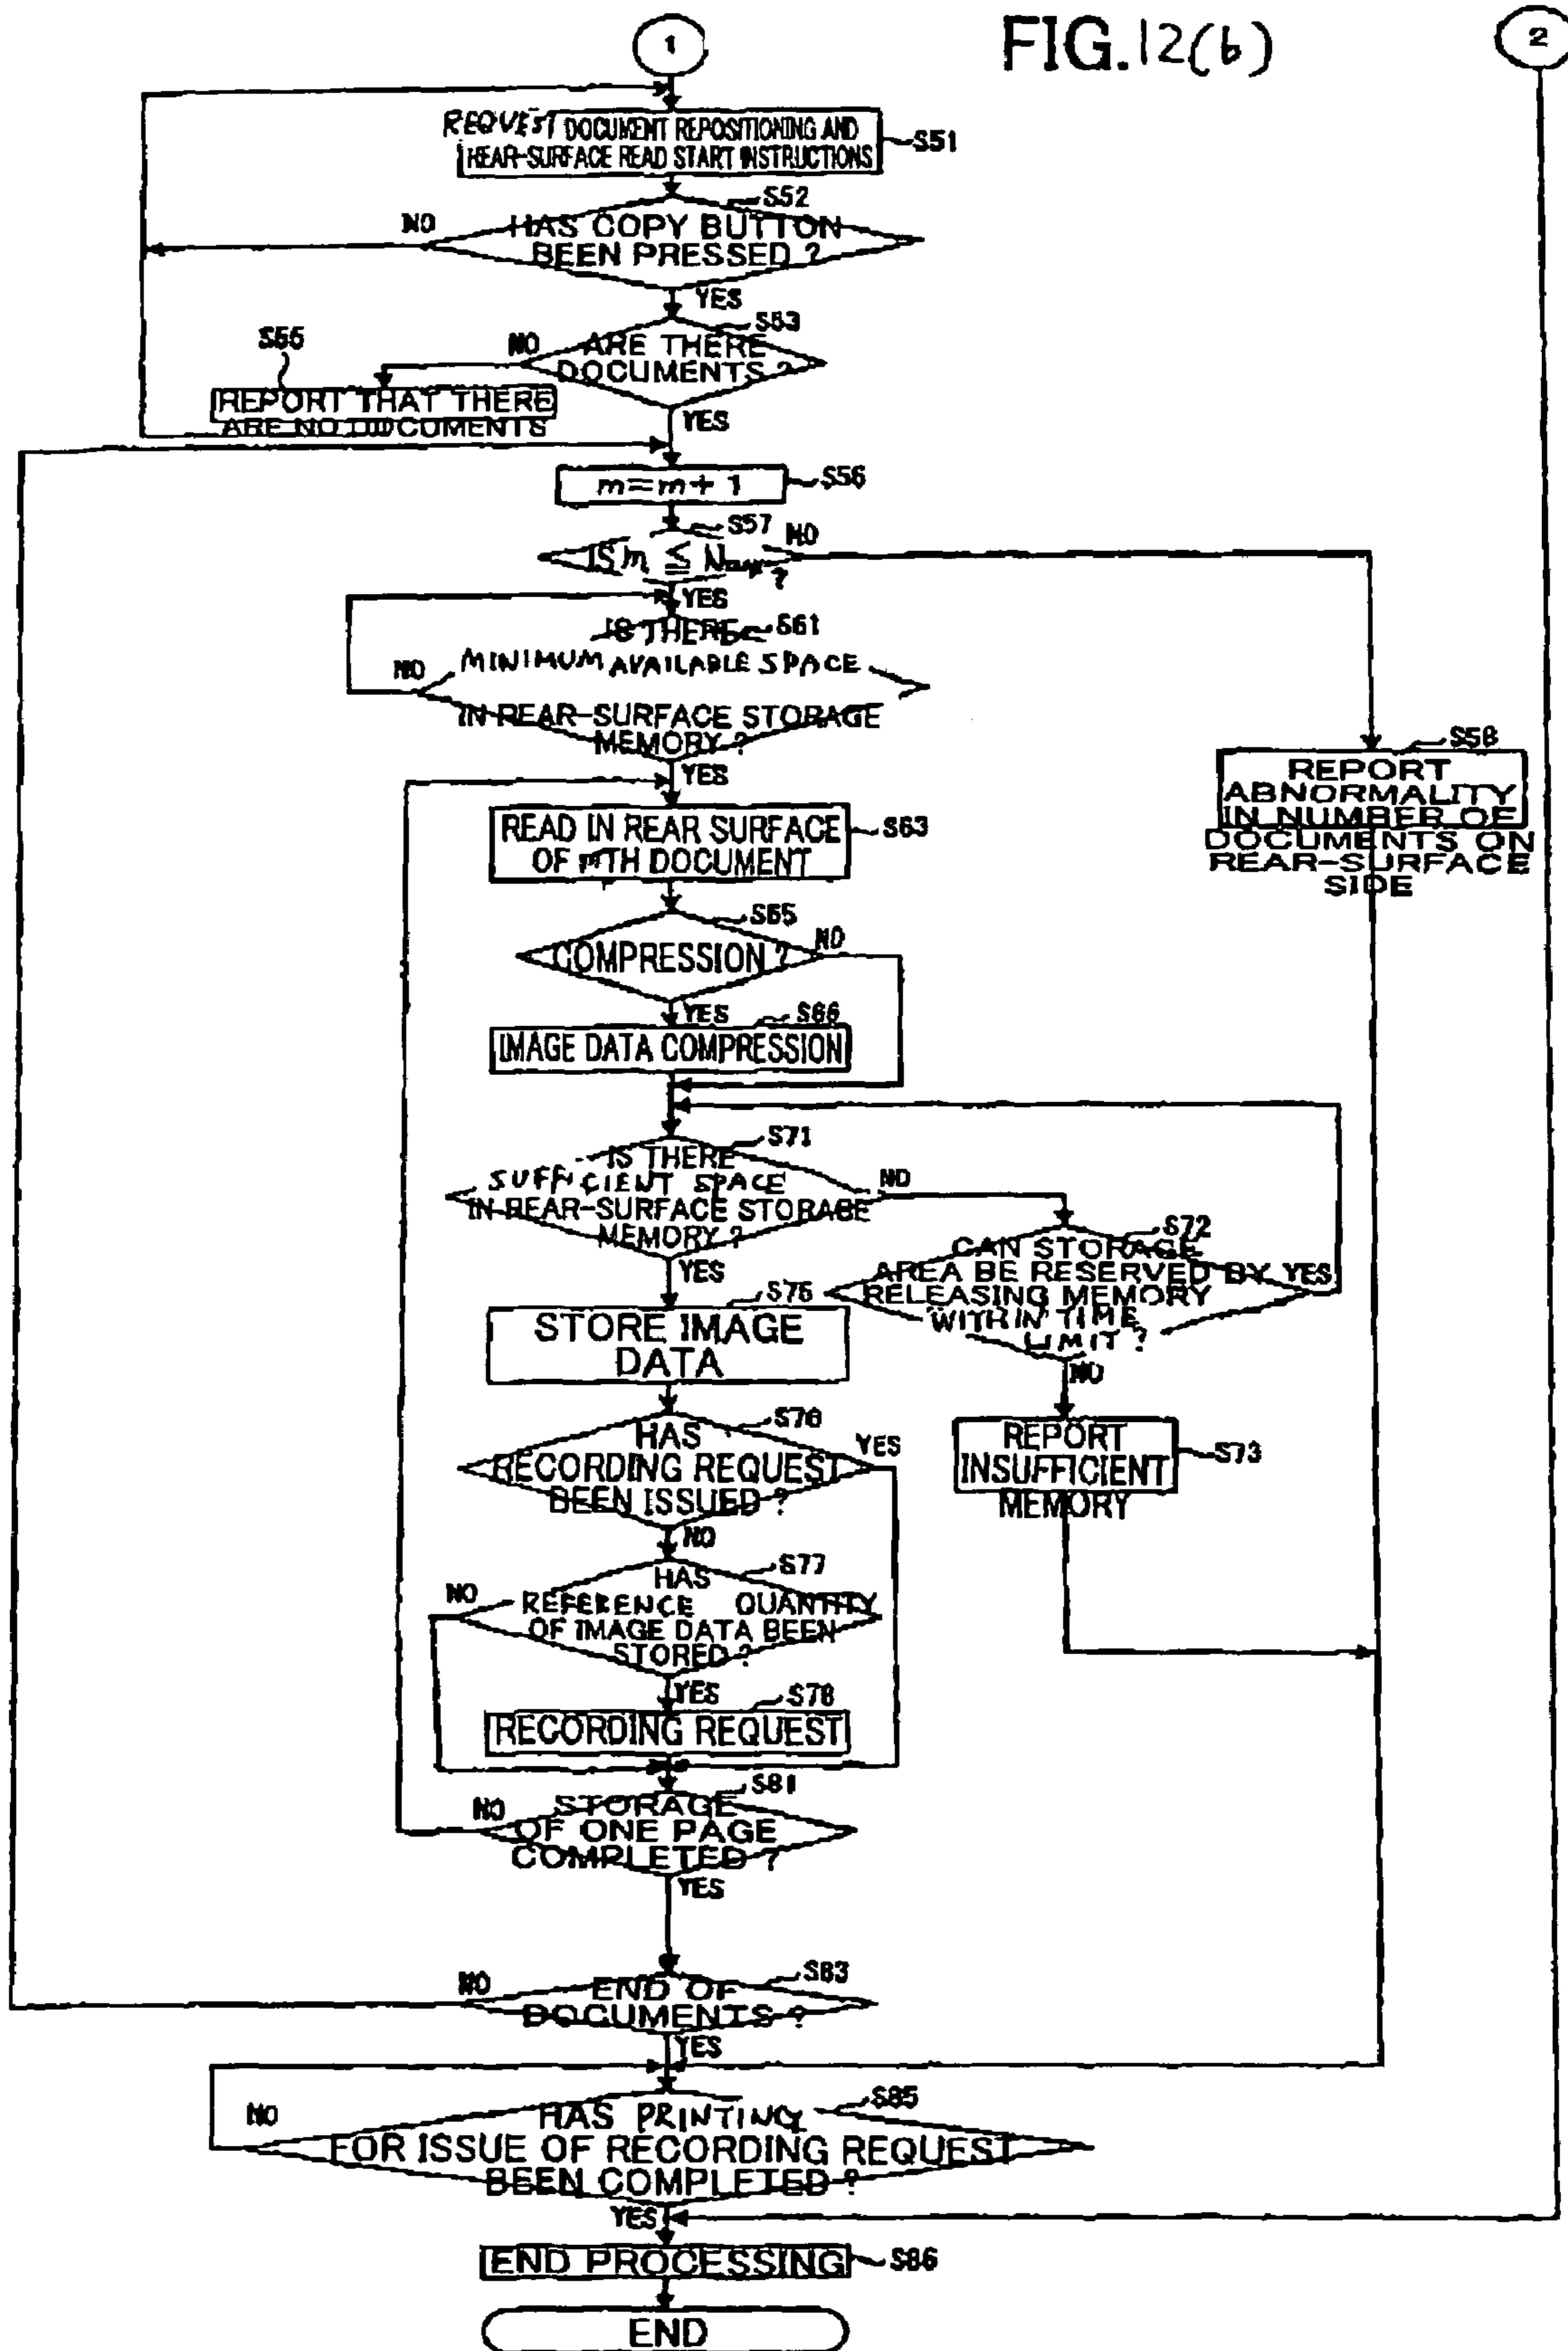 FIG.12(b)
1
2
REQUEST DOCUMENT REPOSITIONING AND
REAR-SURFACE READ START INSTRUCTIONS
S51
S52
NO
HAS COPY BUTTON
BEEN PRESSED ?
YES
S53
S55
NO
ARE THERE
DOCUMENTS ?
REPORT THAT THERE
ARE NO DOCUMENTS
YES
m=m+1
S56
S57
NO
IS m ≦ Nmax ?
YES
S61
IS THERE
NO
MINIMUM AVAILABLE SPACE
IN REAR-SURFACE STORAGE
MEMORY ?
YES
S58
REPORT
ABNORMALITY
IN NUMBER OF
DOCUMENTS ON
REAR-SURFACE
SIDE
READ IN REAR SURFACE
OF mTH DOCUMENT
S63
S65
COMPRESSION ?
NO
YES
S66
IMAGE DATA COMPRESSION
S71
IS THERE
SUFFICIENT SPACE
IN REAR-SURFACE STORAGE
MEMORY ?
NO
YES
S72
CAN STORAGE
AREA BE RESERVED BY
RELEASING MEMORY
WITHIN TIME
LIMIT ?
YES
NO
S75
STORE IMAGE
DATA
S76
HAS
RECORDING REQUEST
BEEN ISSUED ?
YES
NO
REPORT
INSUFFICIENT
MEMORY
S73
S77
NO
HAS
REFERENCE QUANTITY
OF IMAGE DATA BEEN
STORED ?
YES
S78
RECORDING REQUEST
S81
NO
STORAGE
OF ONE PAGE
COMPLETED ?
YES
S83
NO
END OF
DOCUMENTS ?
YES
S85
NO
HAS PRINTING
FOR ISSUE OF RECORDING REQUEST
BEEN COMPLETED ?
YES
END PROCESSING
S86
END